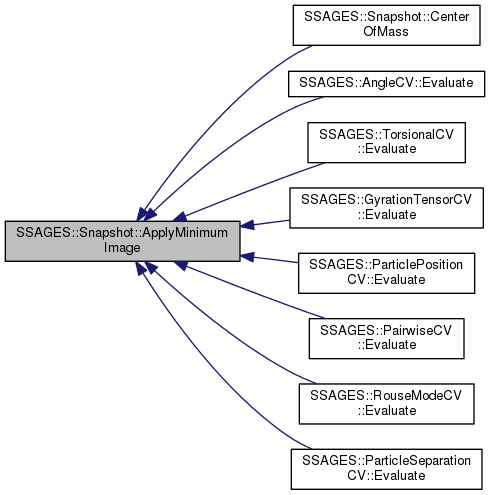 SSAGES::Snapshot::Center
OfMass
SSAGES::AngleCV::Evaluate
SSAGES::TorsionalCV
::Evaluate
SSAGES::GyrationTensorCV
::Evaluate
SSAGES::Snapshot::ApplyMinimum
Image
SSAGES::ParticlePosition
CV::Evaluate
SSAGES::PairwiseCV
::Evaluate
SSAGES::RouseModeCV
::Evaluate
SSAGES::ParticleSeparation
CV::Evaluate